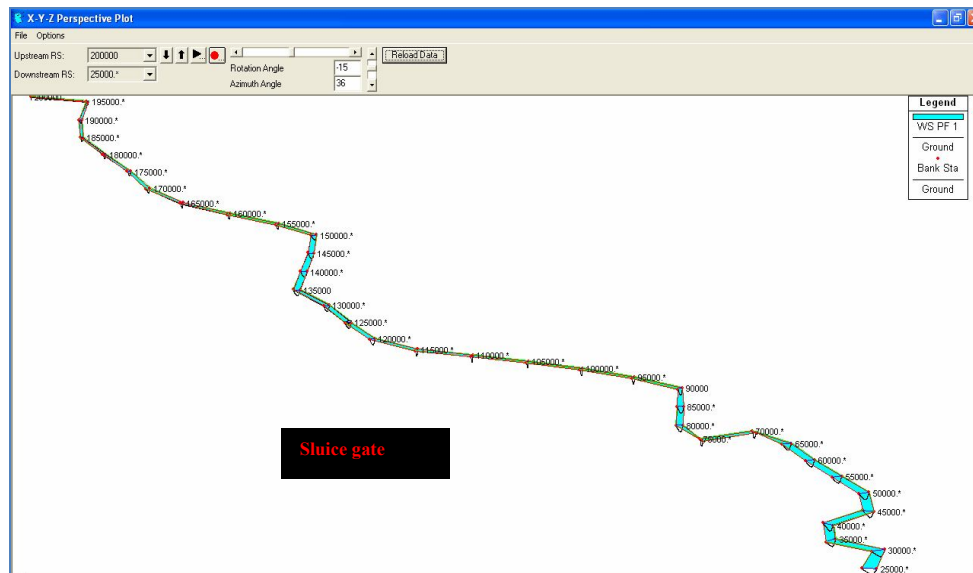 X-Y-Z Perspective Plot
File Options
Upstream RS: 200000
Downstream RS: 25000.*
Rotation Angle -15
Azimuth Angle 36
Reload Data
Legend
WS PF 1
Ground
Bank Sta
Ground
200000
195000.*
190000.*
185000.*
180000.*
175000.*
170000.*
165000.*
160000.*
155000.*
150000.*
145000.*
140000.*
135000
130000.*
125000.*
120000.*
115000.*
110000.*
105000.*
100000.*
95000.*
90000
85000.*
80000.*
75000.*
70000.*
65000.*
60000.*
55000.*
50000.*
45000.*
40000.*
35000.*
30000.*
25000.*
Sluice gate